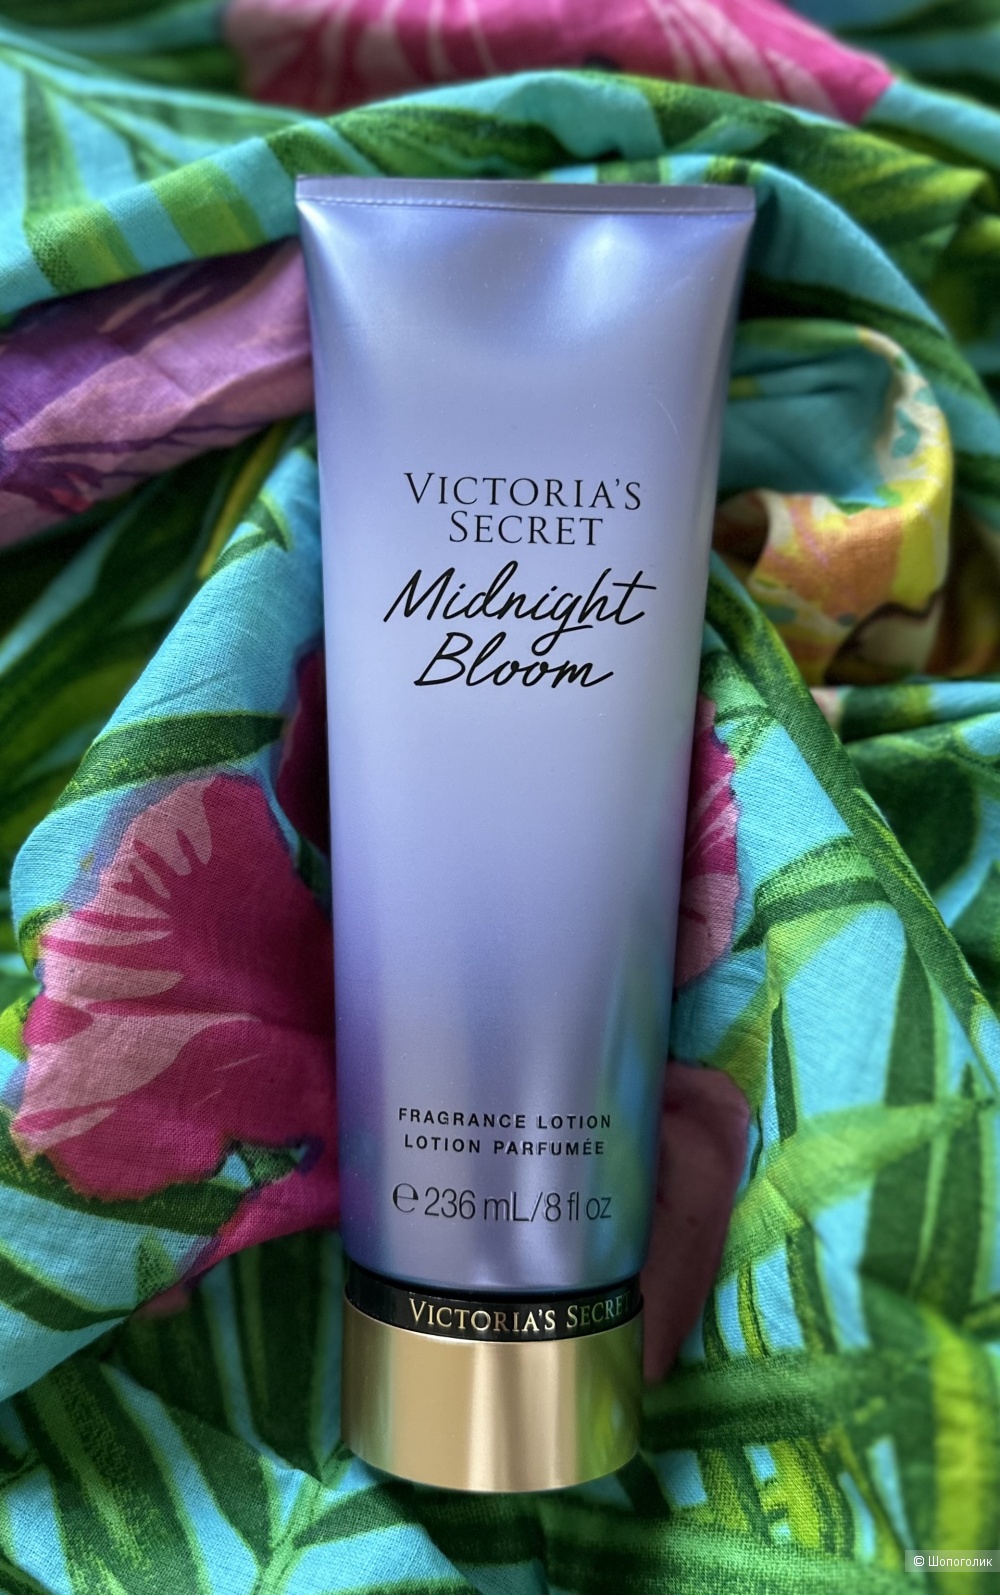 VICTORIA'S
SECRET
Midnight
Bloom
FRAGRANCE LOTION
LOTION PARFUMÉE
℮ 236 mL/8 fl oz
VICTORIA'S SECRET
© Шопоголик